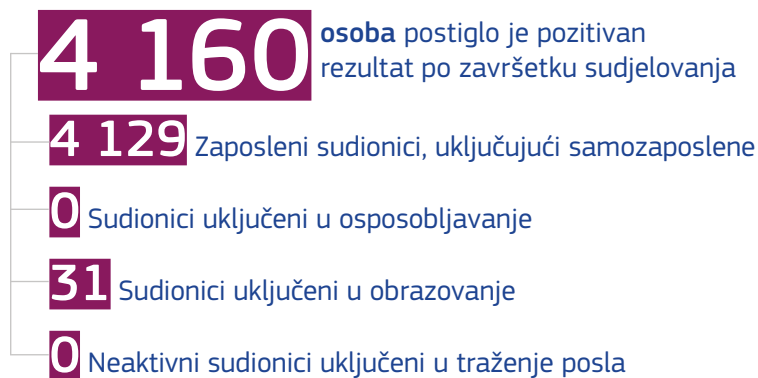 4 160 osoba postiglo je pozitivan
rezultat po završetku sudjelovanja
4 129 Zaposleni sudionici, uključujući samozaposlene
0 Sudionici uključeni u osposobljavanje
31 Sudionici uključeni u obrazovanje
0 Neaktivni sudionici uključeni u traženje posla